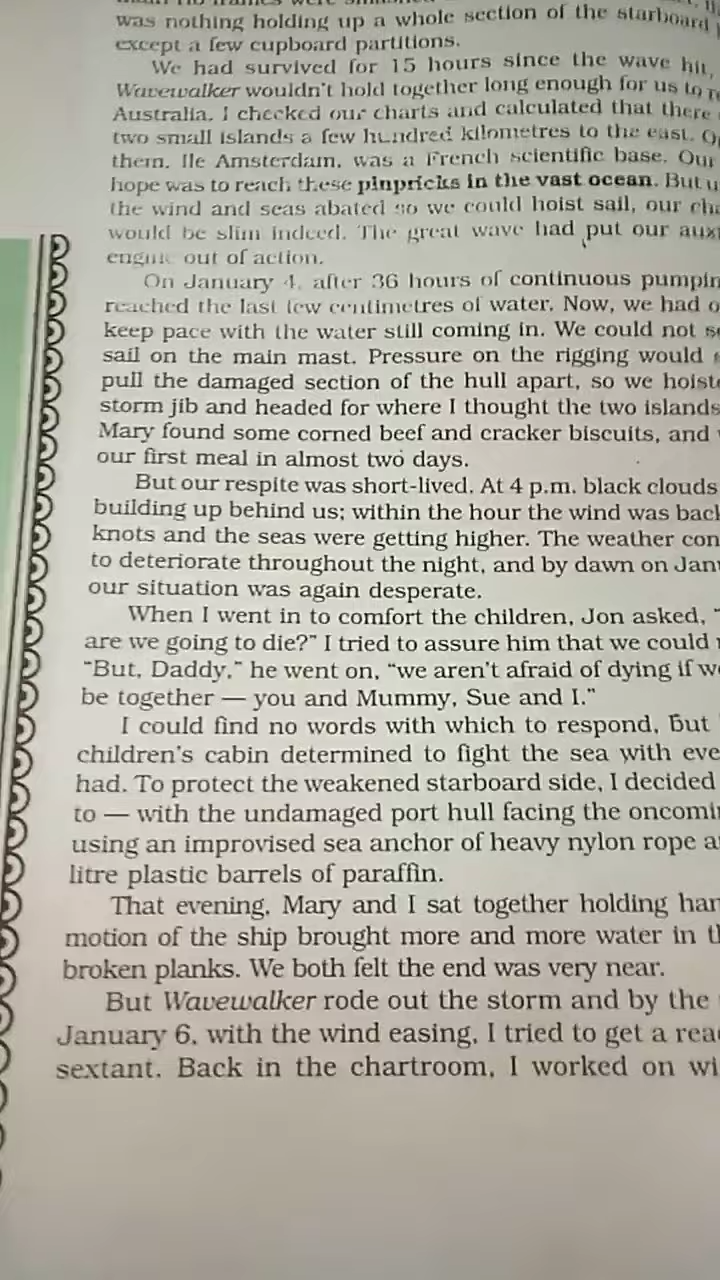 was nothing holding up a whole section of the starboard
except a few cupboard partitions.
We had survived for 15 hours since the wave hit,
Wavewalker wouldn't hold together long enough for us to
Australia. I checked our charts and calculated that there
two small islands a few hundred kilometres to the east.
them, Ile Amsterdam, was a French scientific base. Our
hope was to reach these pinpricks in the vast ocean. But
the wind and seas abated so we could hoist sail, our
would be slim indeed. The great wave had put our
engine out of action.
On January 4, after 36 hours of continuous
reached the last few centimetres of water. Now, we had
keep pace with the water still coming in. We could not
sail on the main mast. Pressure on the rigging would
pull the damaged section of the hull apart, so we
storm jib and headed for where I thought the two islands
Mary found some corned beef and cracker biscuits, and
our first meal in almost two days.
But our respite was short-lived. At 4 p.m. black clouds
building up behind us; within the hour the wind was
knots and the seas were getting higher. The weather
to deteriorate throughout the night, and by dawn on
our situation was again desperate.
When I went in to comfort the children, Jon asked, "
are we going to die?" I tried to assure him that we could
"But, Daddy," he went on, "we aren't afraid of dying if
be together — you and Mummy, Sue and I."
I could find no words with which to respond, but
children's cabin determined to fight the sea with
had. To protect the weakened starboard side, I decided
to — with the undamaged port hull facing the
using an improvised sea anchor of heavy nylon rope
litre plastic barrels of paraffin.
That evening, Mary and I sat together holding
motion of the ship brought more and more water in
broken planks. We both felt the end was very near.
But Wavewalker rode out the storm and by the
January 6, with the wind easing, I tried to get a
sextant. Back in the chartroom, I worked on